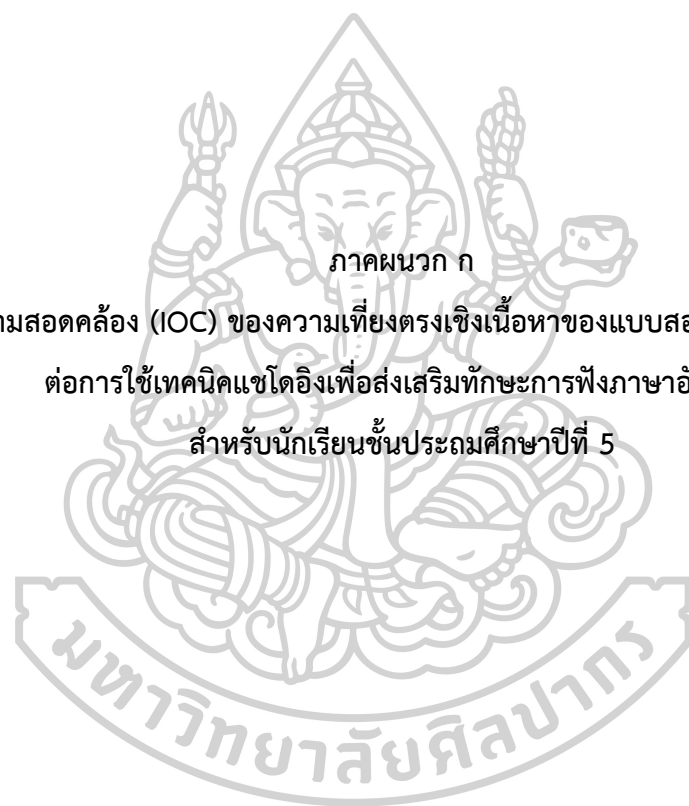 ภาคผนวก ก
มสอดคล้อง (IOC) ของความเที่ยงตรงเชิงเนื้อหาของแบบส
ต่อการใช้เทคนิคแชโดอิงเพื่อส่งเสริมทักษะการฟังภาษาอั
สำหรับนักเรียนชั้นประถมศึกษาปีที่ 5
มหาวิทยาลัยศิลปากร